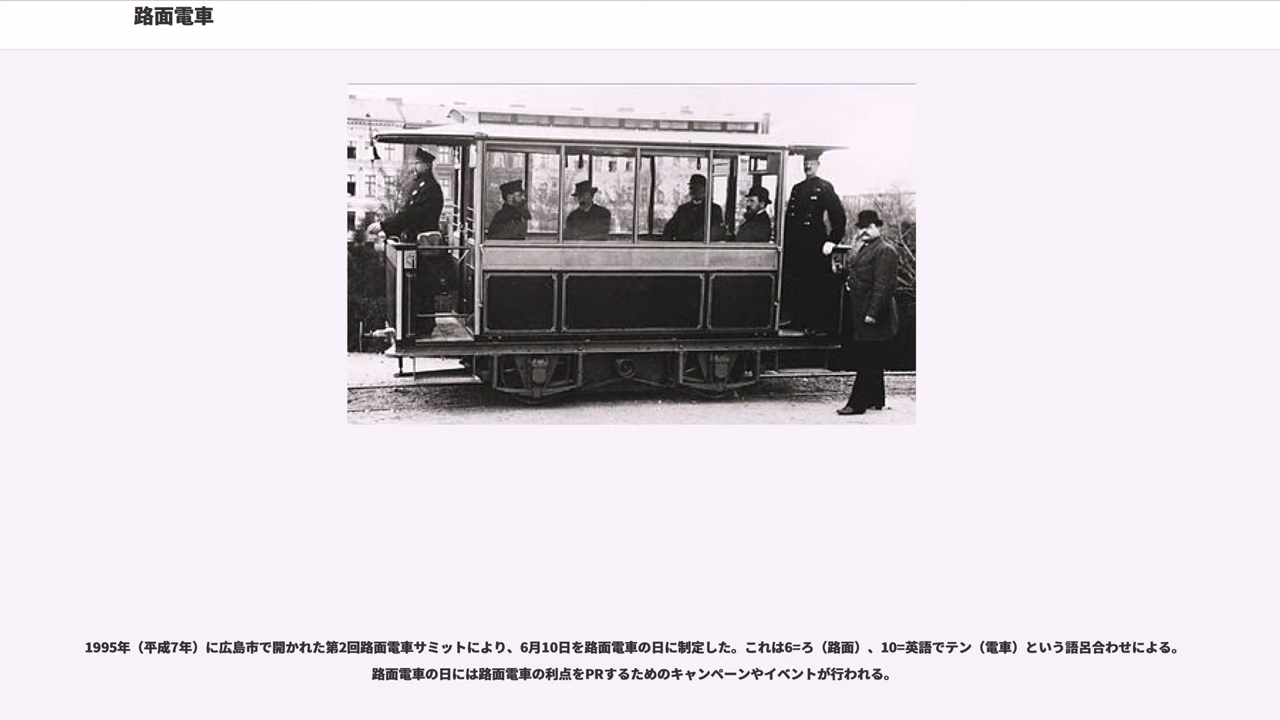 路面電車
1995年（平成7年）に広島市で開かれた第2回路面電車サミットにより、6月10日を路面電車の日に制定した。これは6=ろ（路面）、10=英語でテン（電車）という語呂合わせによる。
路面電車の日には路面電車の利点をPRするためのキャンペーンやイベントが行われる。